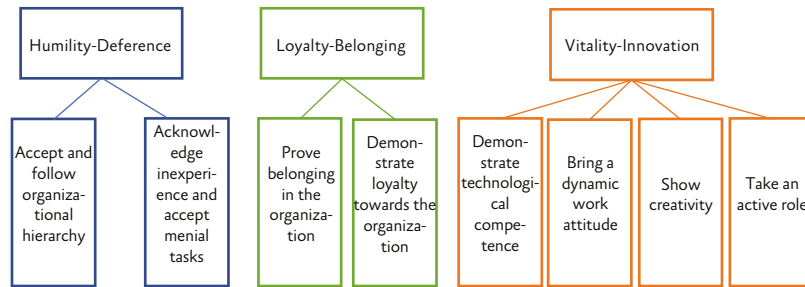 Humility-Deference
Loyalty-Belonging
Vitality-Innovation
Accept and
follow
organiza-
tional
hierarchy
Acknowl-
edge
inexperi-
ence and
accept
menial
tasks
Prove
belonging
in the
organization
Demon-
strate
loyalty
towards the
organiza-
tion
Demon-
strate
technologi-
cal
compe-
tence
Bring a
dynamic
work
attitude
Show
creativity
Take an
active role